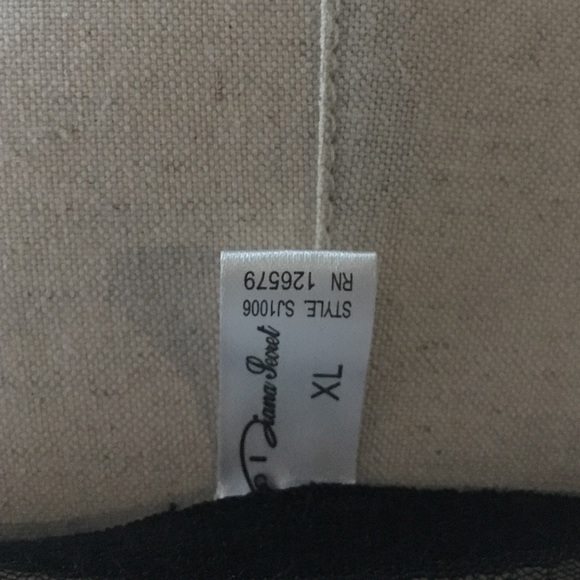 Diana Secret
XL
STYLE SJ1006
RN 126579